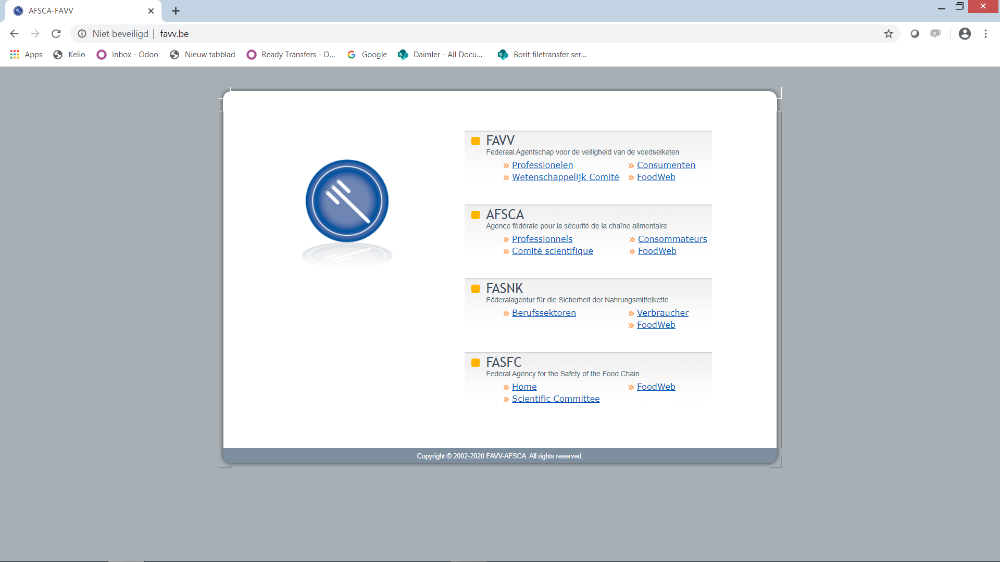 AFSCA-FAVV
Niet beveiligd | favv.be
Apps Kelio Inbox - Odoo Nieuw tabblad Ready Transfers - O... Google Daimler - All Docu... Borit filetransfer ser...
FAVV
Federaal Agentschap voor de veiligheid van de voedselketen
Professionelen Consumenten
Wetenschappelijk Comité FoodWeb
AFSCA
Agence fédérale pour la sécurité de la chaîne alimentaire
Professionnels Consommateurs
Comité scientifique FoodWeb
FASNK
Föderalagentur für die Sicherheit der Nahrungsmittelkette
Berufssektoren Verbraucher
FoodWeb
FASFC
Federal Agency for the Safety of the Food Chain
Home FoodWeb
Scientific Committee
Copyright © 2002-2020 FAVV-AFSCA. All rights reserved.